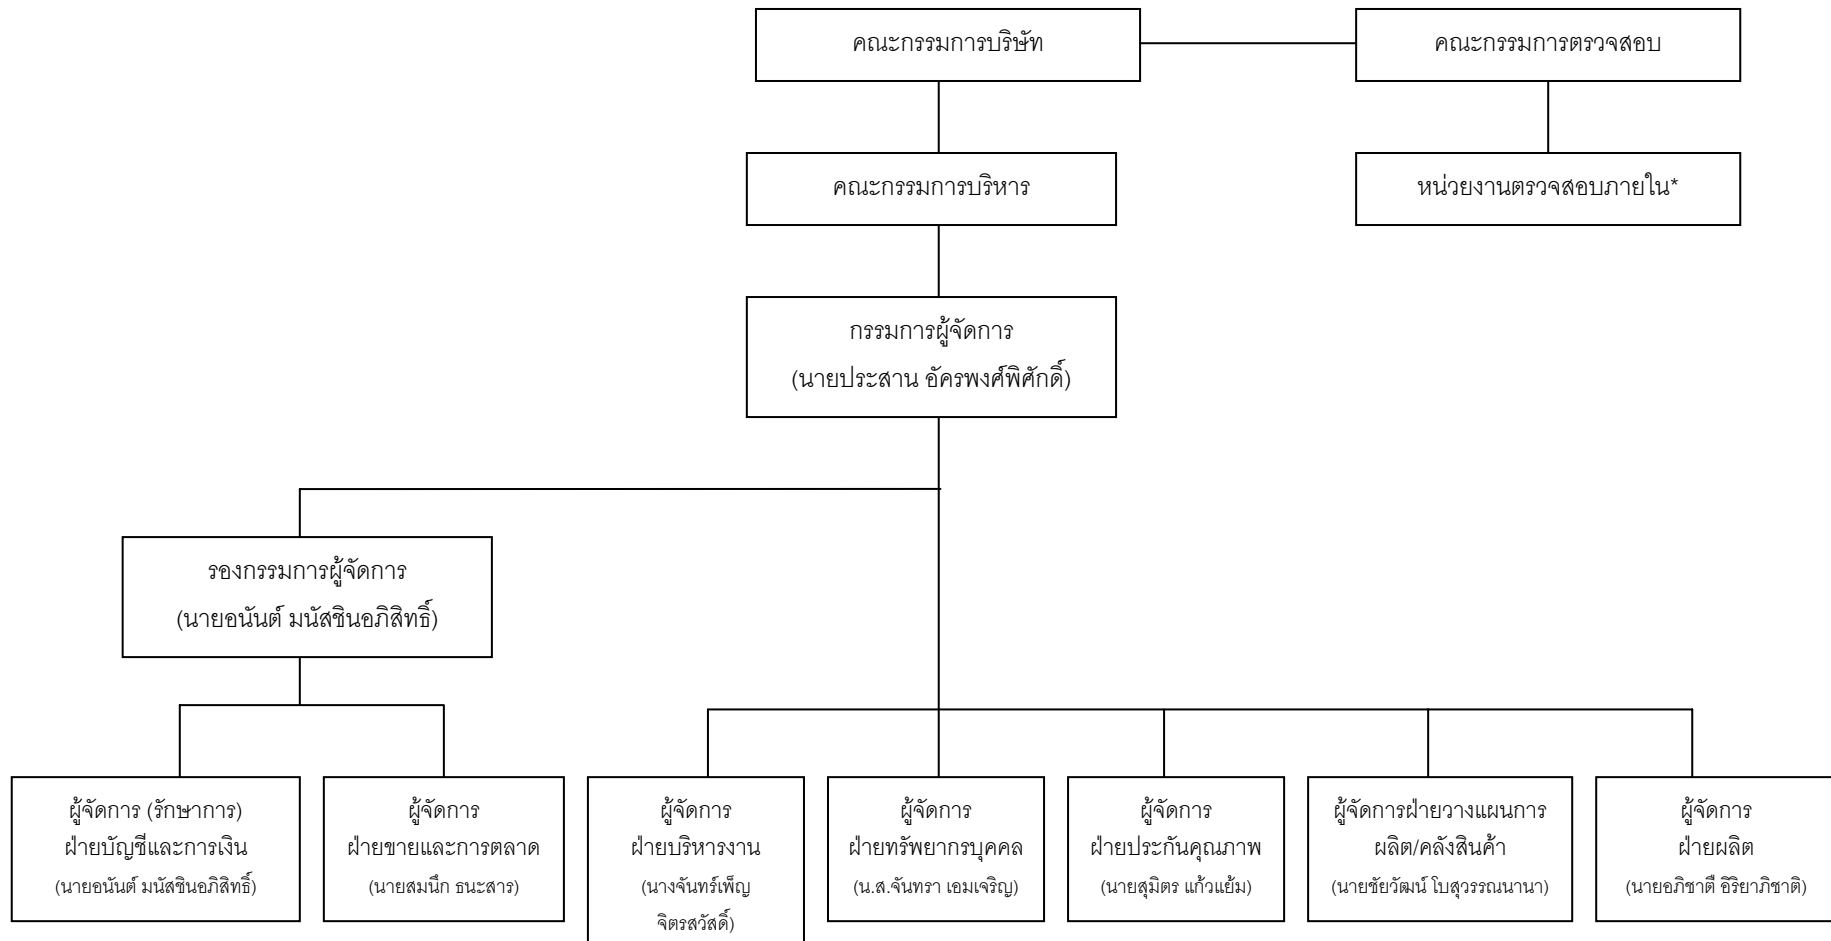 คณะกรรมการบริษัท
คณะกรรมการตรวจสอบ
คณะกรรมการบริหาร
หน่วยงานตรวจสอบภายใน*
กรรมการผู้จัดการ
(นายประสาน อัครพงศ์พิศักดิ์)
รองกรรมการผู้จัดการ
(นายอนันต์ มนัสชินอภิสิทธิ์)
ผู้จัดการ (รักษาการ)
ฝ่ายบัญชีและการเงิน
(นายอนันต์ มนัสชินอภิสิทธิ์)
ผู้จัดการ
ฝ่ายขายและการตลาด
(นายสมนึก ธนะสาร)
ผู้จัดการ
ฝ่ายบริหารงาน
(นางจันทร์เพ็ญ
จิตรสวัสดิ์)
ผู้จัดการ
ฝ่ายทรัพยากรบุคคล
(น.ส.จันทรา เอมเจริญ)
ผู้จัดการ
ฝ่ายประกันคุณภาพ
(นายสุมิตร แก้วแย้ม)
ผู้จัดการฝ่ายวางแผนการ
ผลิต/คลังสินค้า
(นายชัยวัฒน์ โบสุวรรณนานา)
ผู้จัดการ
ฝ่ายผลิต
(นายอภิชาตื อิริยาภิชาติ)